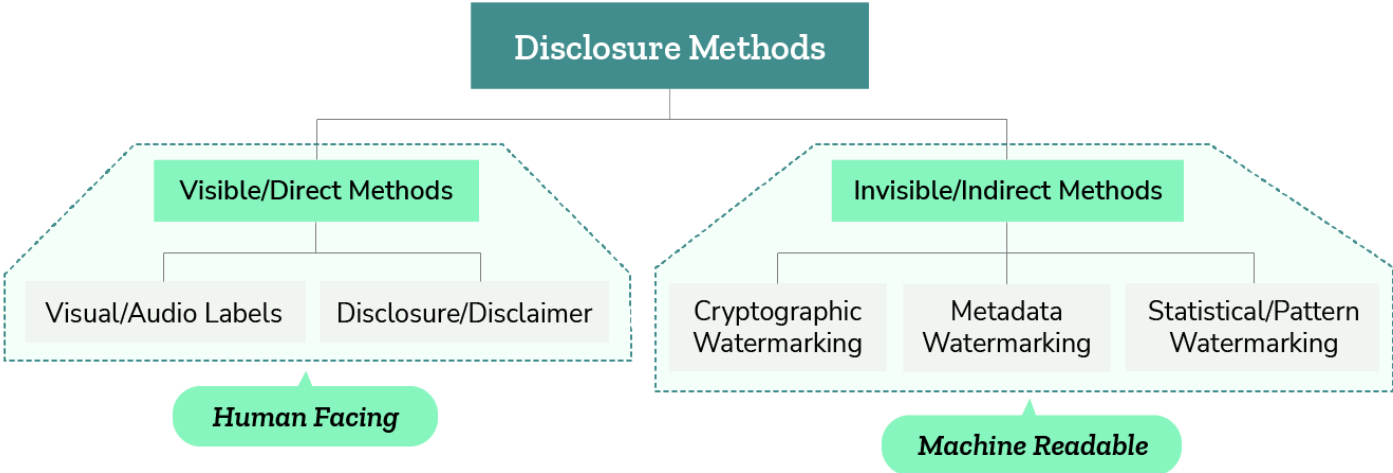 Disclosure Methods
Visible/Direct Methods
Invisible/Indirect Methods
Visual/Audio Labels
Disclosure/Disclaimer
Cryptographic
Watermarking
Metadata
Watermarking
Statistical/Pattern
Watermarking
Human Facing
Machine Readable